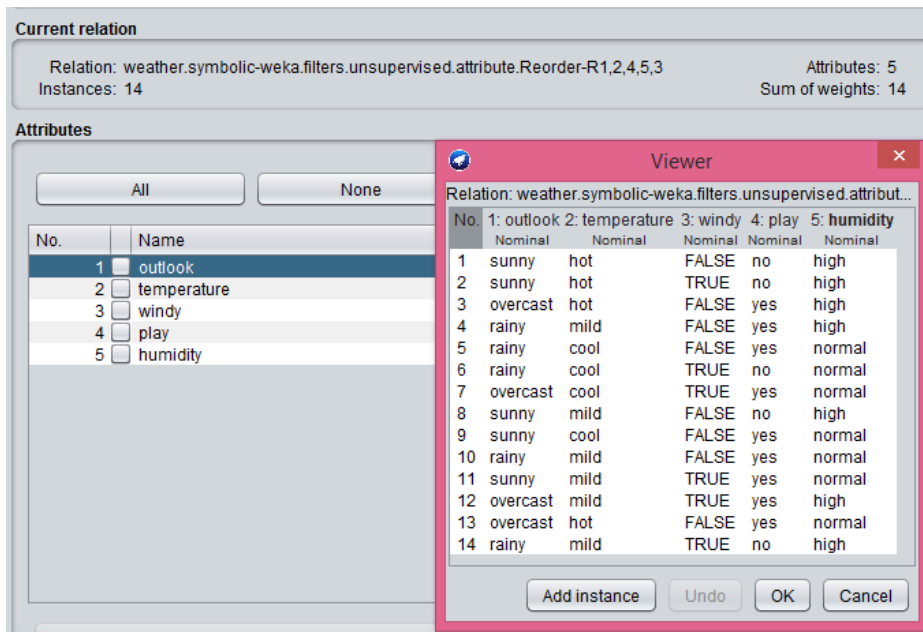 Current relation
Relation: weather.symbolic-weka.filters.unsupervised.attribute.Reorder-R1,2,4,5,3 Attributes: 5
Instances: 14 Sum of weights: 14
Attributes
All None
No. Name
1 outlook
2 temperature
3 windy
4 play
5 humidity
Viewer
Relation: weather.symbolic-weka.filters.unsupervised.attribut...
No. 1: outlook 2: temperature 3: windy 4: play 5: humidity
Nominal Nominal Nominal Nominal Nominal
1 sunny hot FALSE no high
2 sunny hot TRUE no high
3 overcast hot FALSE yes high
4 rainy mild FALSE yes high
5 rainy cool FALSE yes normal
6 rainy cool TRUE no normal
7 overcast cool TRUE yes normal
8 sunny mild FALSE no high
9 sunny cool FALSE yes normal
10 rainy mild FALSE yes normal
11 sunny mild TRUE yes normal
12 overcast mild TRUE yes high
13 overcast hot FALSE yes normal
14 rainy mild TRUE no high
Add instance Undo OK Cancel